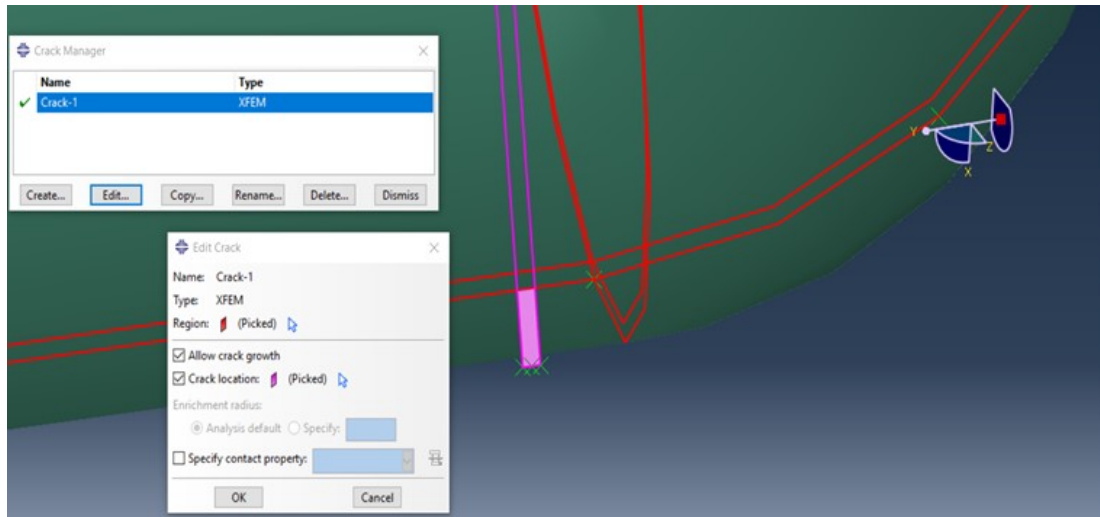 Crack Manager
Name Type
Crack-1 XFEM
Create... Edit... Copy... Rename... Delete... Dismiss
Edit Crack
Name: Crack-1
Type: XFEM
Region: (Picked)
Allow crack growth
Crack location: (Picked)
Enrichment radius:
Analysis default Specify:
Specify contact property:
OK Cancel
Y
Z
X